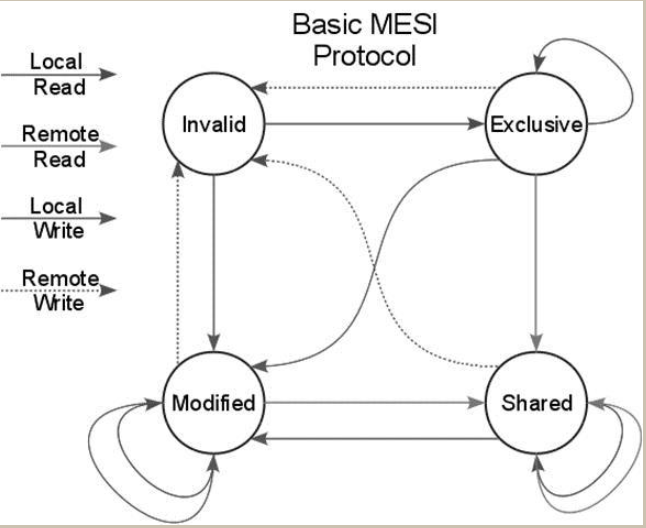 Basic MESI
Protocol
Local
Read
Remote
Read
Local
Write
Remote
Write
Invalid
Exclusive
Modified
Shared